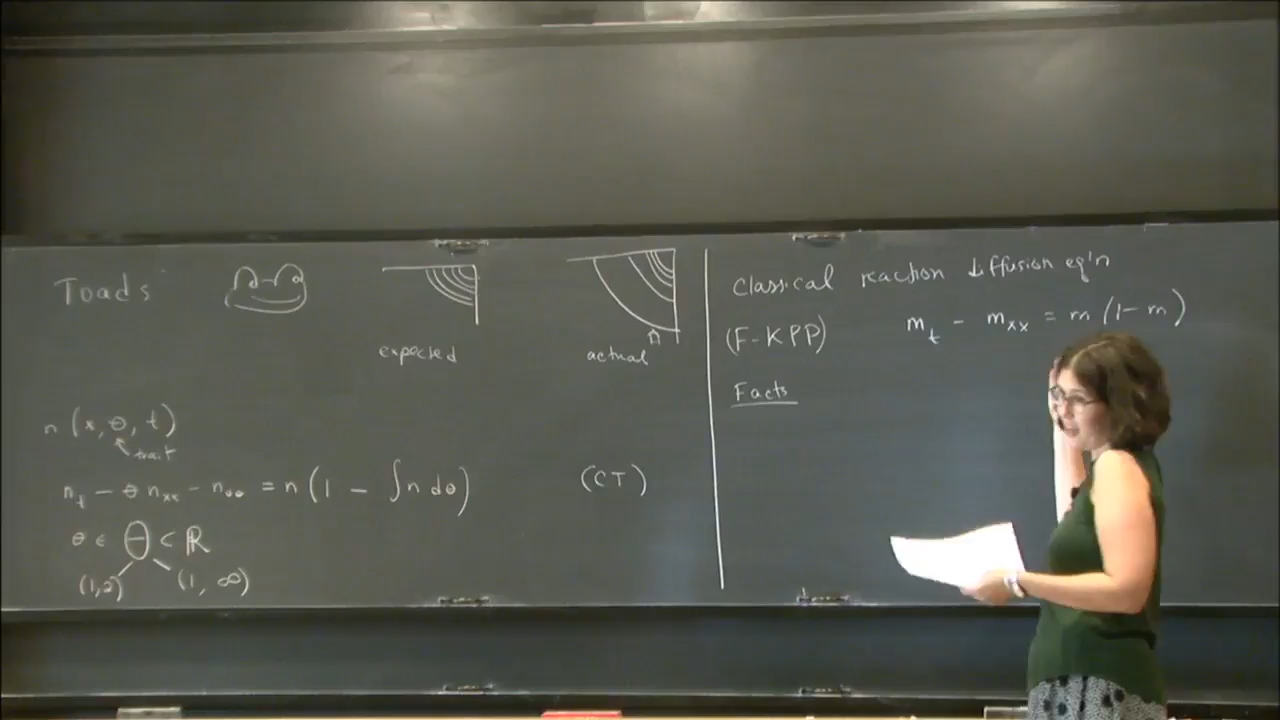 Toads
expected
actual
n (x, θ, t)
trait
n_t - θ n_xx - n_θθ = n (1 - ∫n dθ)
(CT)
θ ∈ Θ ⊂ ℝ
(1,2)
(1, ∞)
Classical reaction diffusion eq'n
(F-KPP)
m_t - m_xx = m (1- m)
Facts